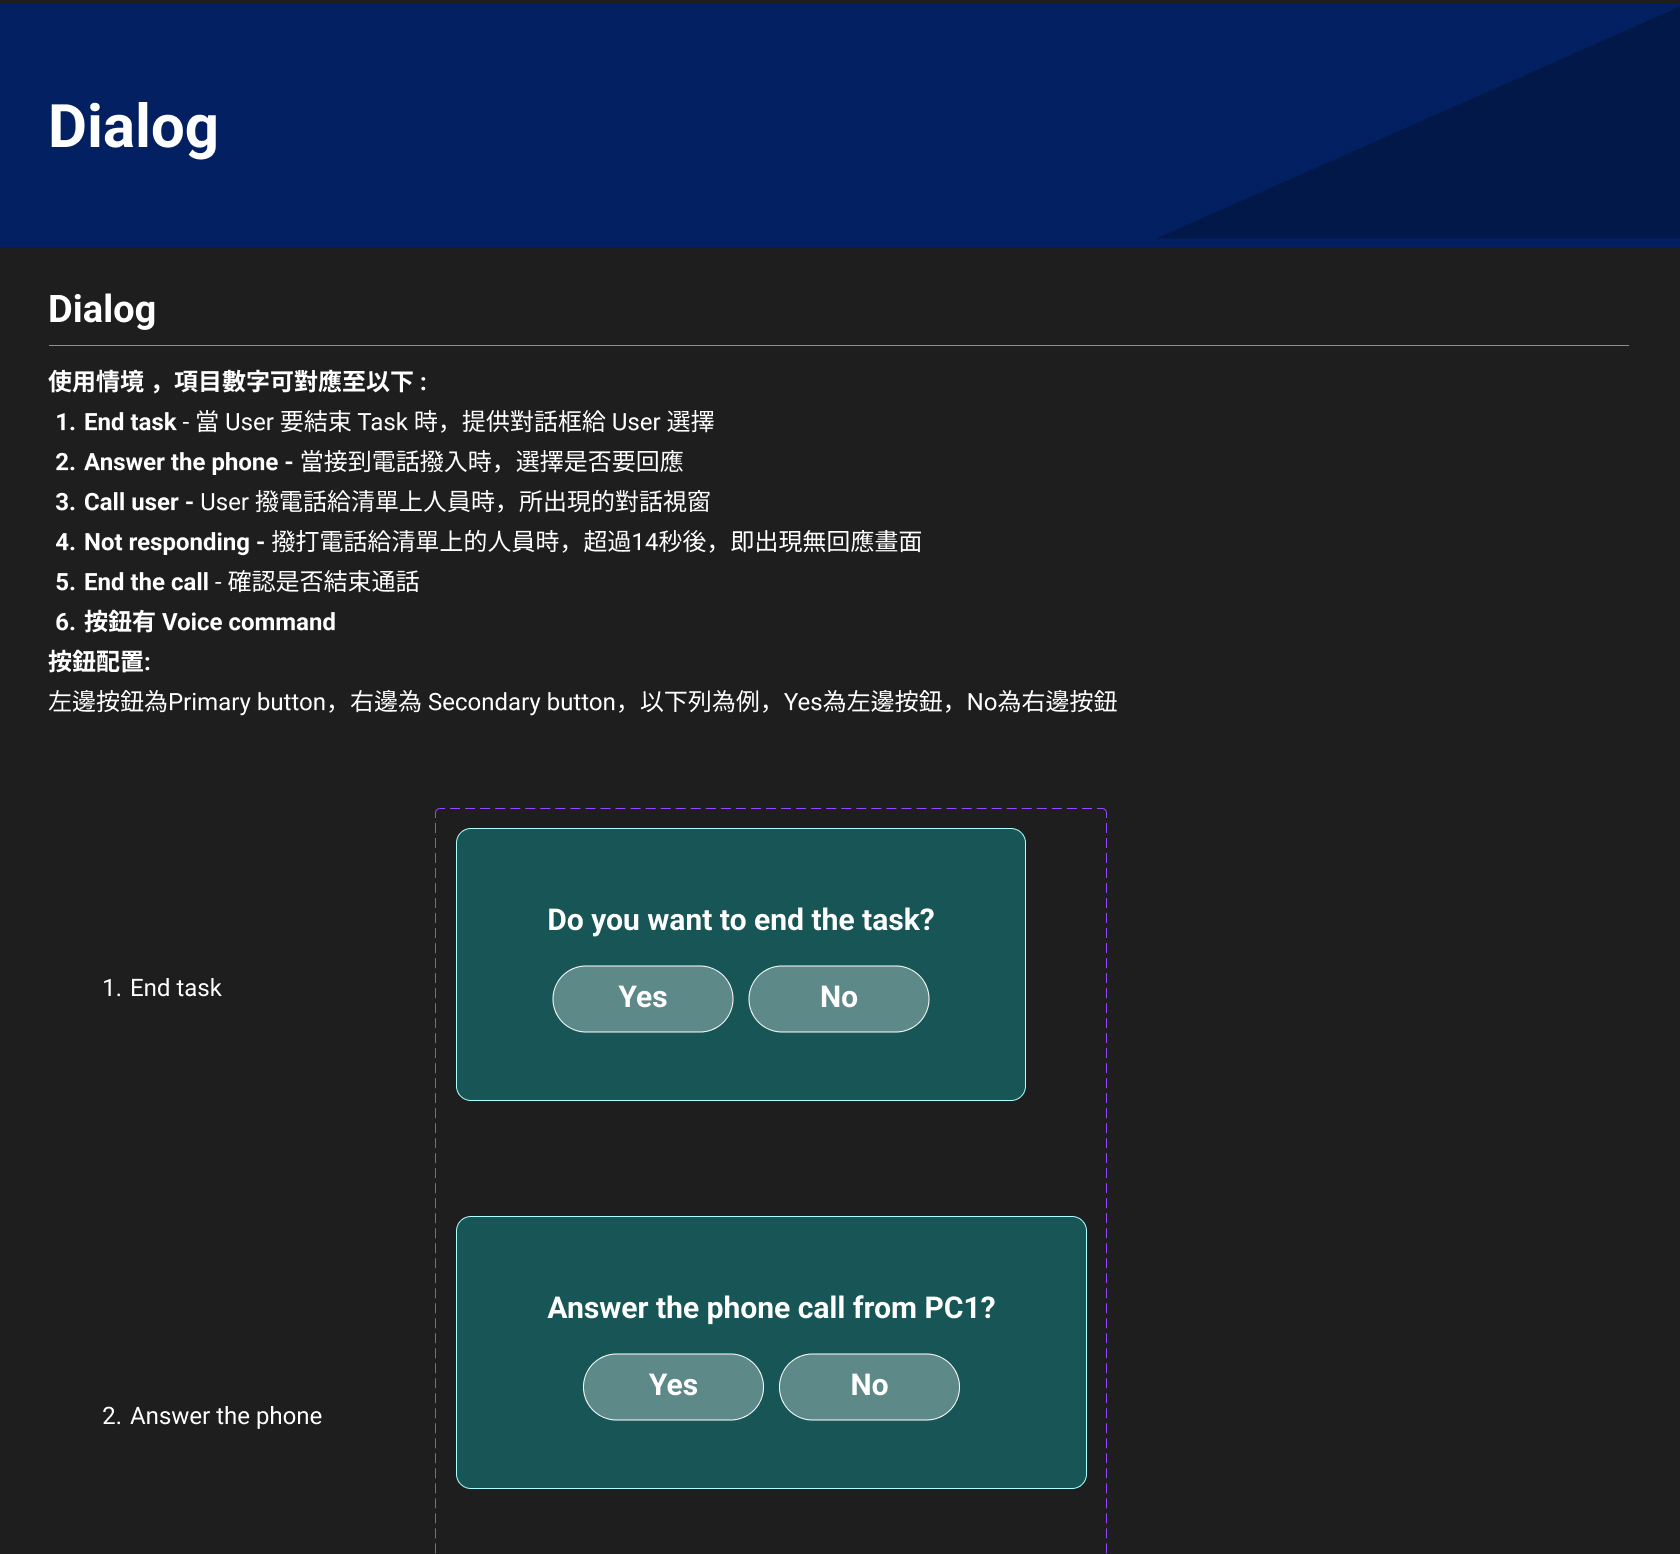 Dialog
Dialog
使用情境，項目數字可對應至以下 :
1. End task - 當 User 要結束 Task 時，提供對話框給 User 選擇
2. Answer the phone - 當接到電話撥入時，選擇是否要回應
3. Call user - User 撥電話給清單上人員時，所出現的對話視窗
4. Not responding - 撥打電話給清單上的人員時，超過14秒後，即出現無回應畫面
5. End the call - 確認是否結束通話
6. 按鈕有 Voice command
按鈕配置:
左邊按鈕為Primary button，右邊為 Secondary button，以下列為例，Yes為左邊按鈕，No為右邊按鈕
Do you want to end the task?
1. End task
Yes No
Answer the phone call from PC1?
Yes No
2. Answer the phone